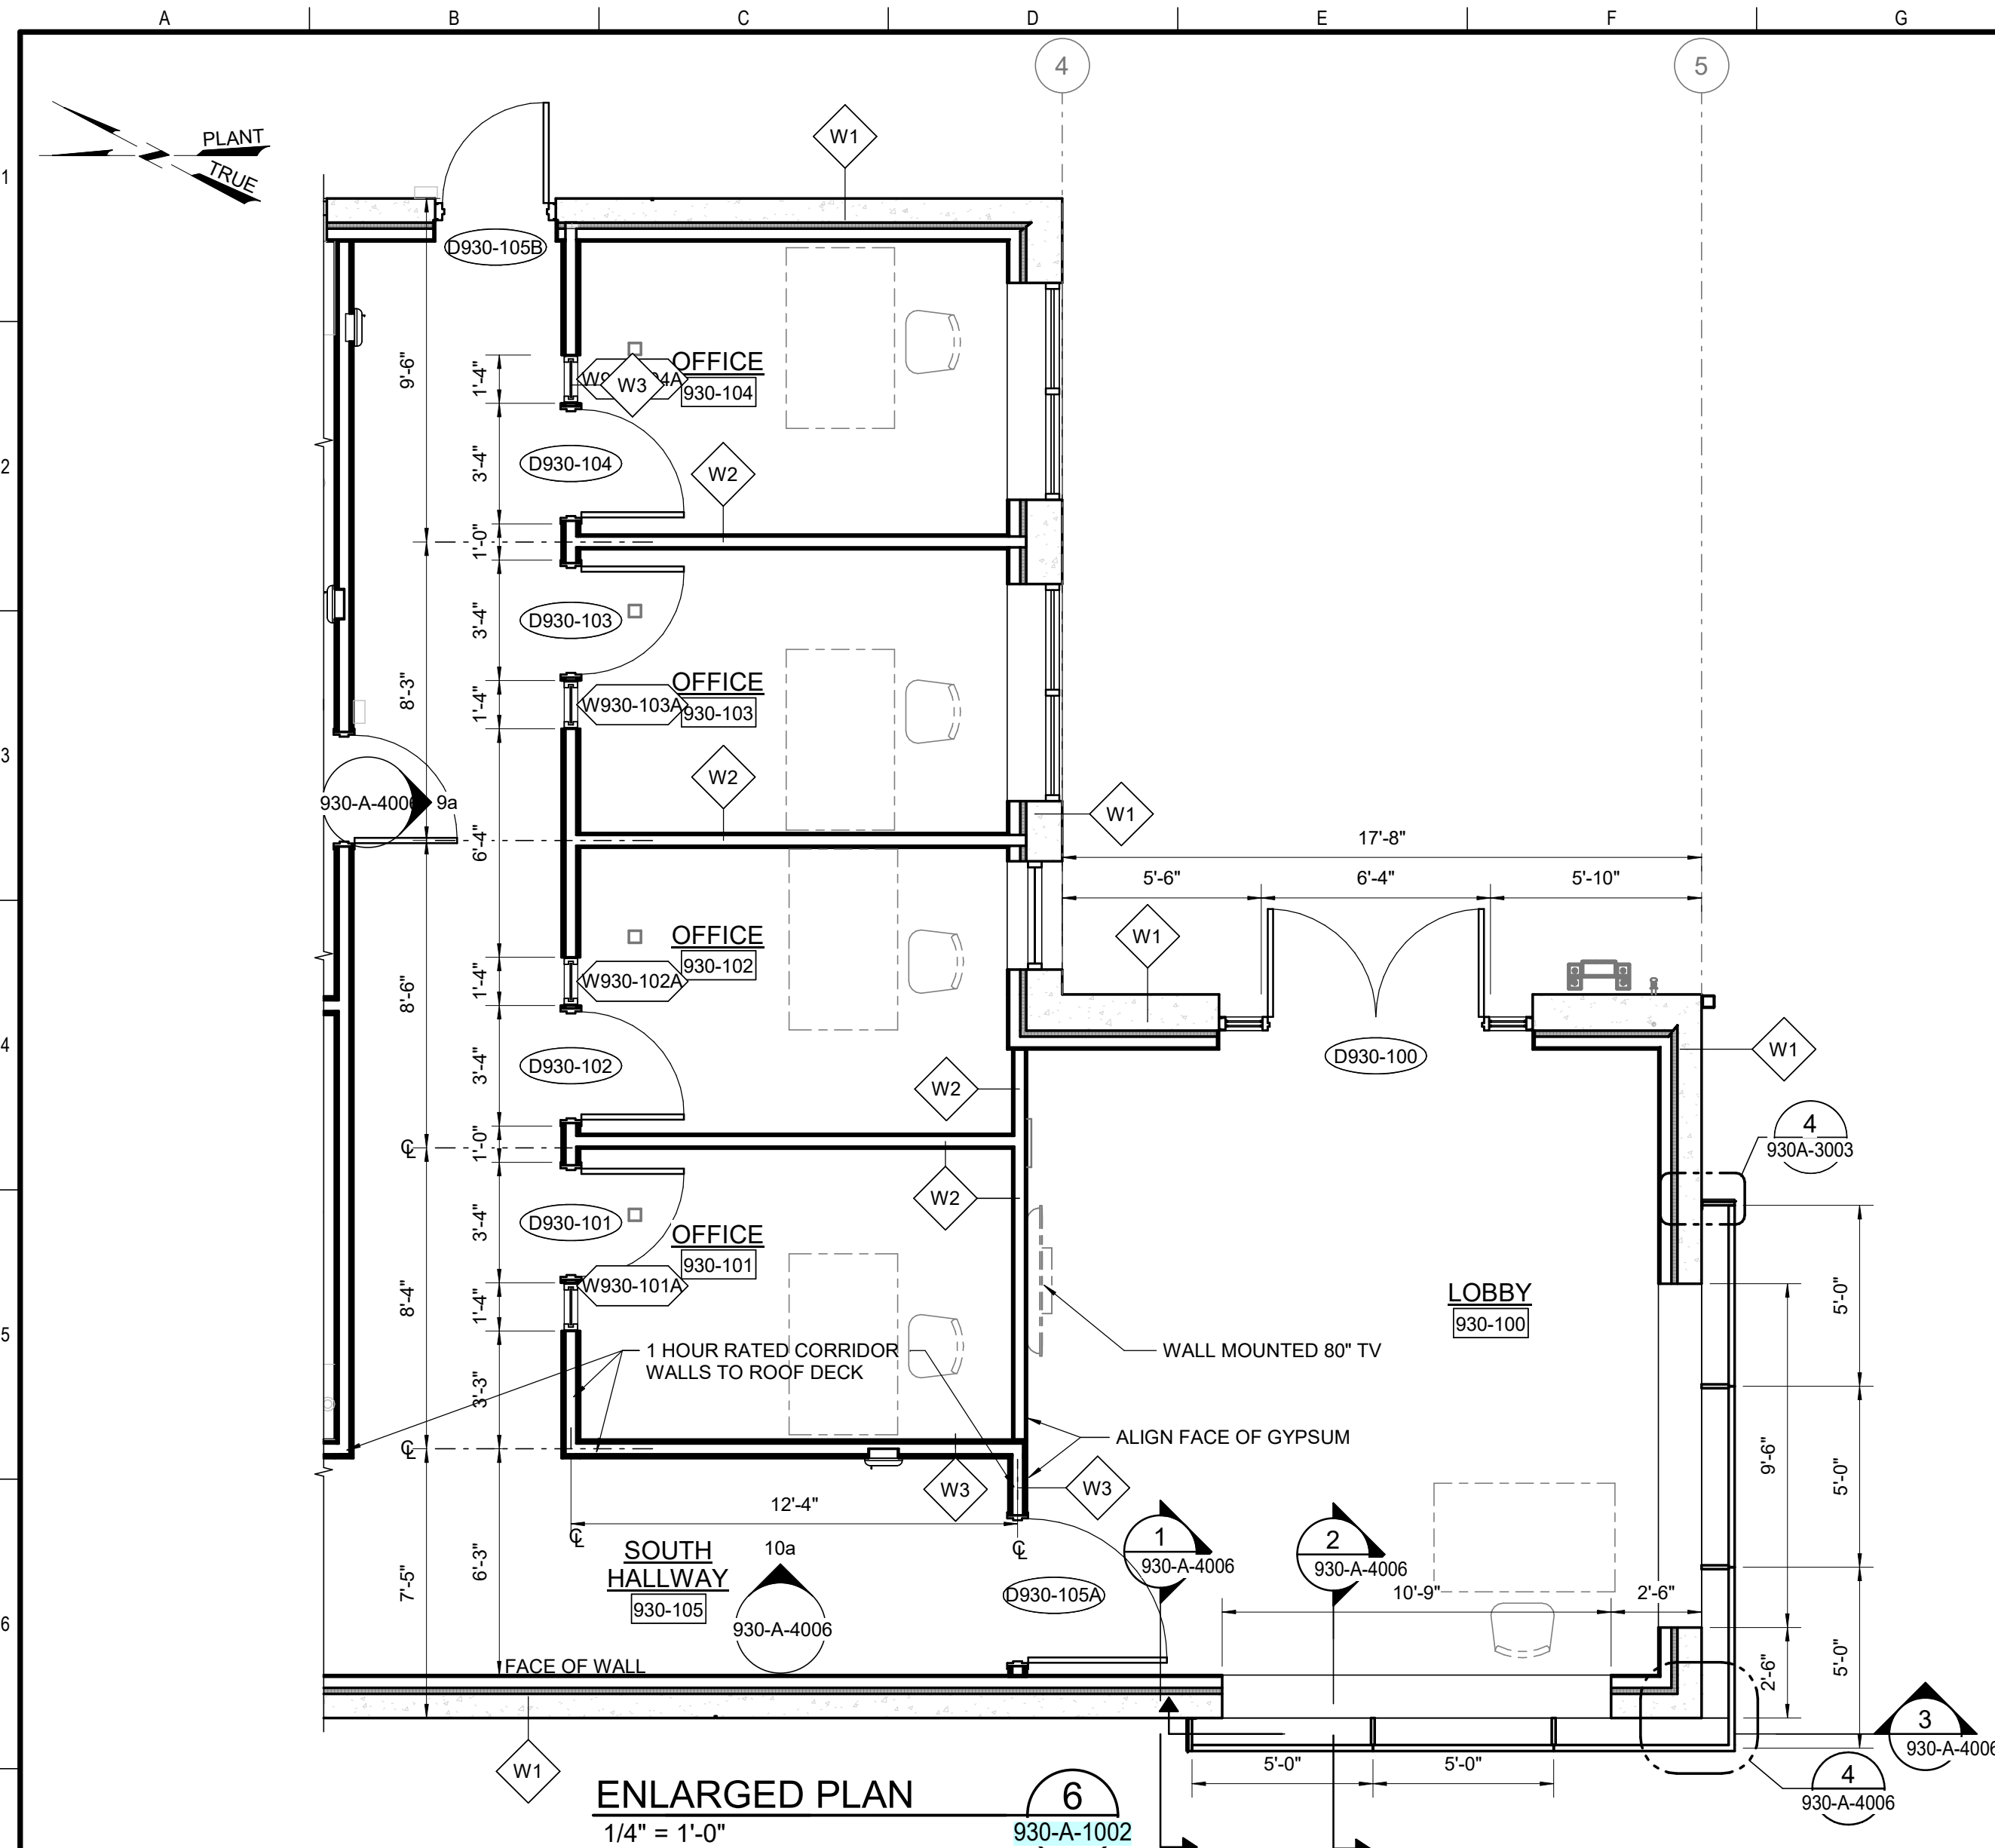 A B C D E F G
4 5
1
PLANT
TRUE
W1
D930-105B
9'-6"
1'-4"
W3
OFFICE
930-104
2
3'-4"
D930-104
W2
1'-0"
3'-4"
D930-103
8'-3"
1'-4"
W930-103A
OFFICE
930-103
3
W2
930-A-4006 9a
W1
6'-4"
17'-8"
5'-6" 6'-4" 5'-10"
8'-6"
1'-4"
W930-102A
OFFICE
930-102
W1
4
3'-4"
D930-102
D930-100
W1
W2
4
930A-3003
℄
1'-0"
W2
3'-4"
D930-101
OFFICE
930-101
W930-101A
8'-4"
1'-4"
LOBBY
930-100
5'-0"
5
1 HOUR RATED CORRIDOR
WALLS TO ROOF DECK
WALL MOUNTED 80" TV
3'-3"
ALIGN FACE OF GYPSUM
℄
9'-6"
5'-0"
W3
W3
12'-4"
℄
℄
SOUTH
HALLWAY
930-105
10a
930-A-4006
1
930-A-4006
2
930-A-4006
6'-3"
7'-5"
D930-105A
10'-9" 2'-6"
6
FACE OF WALL
2'-6"
5'-0"
3
930-A-4006
W1
5'-0" 5'-0"
4
930-A-4006
ENLARGED PLAN
1/4" = 1'-0"
6
930-A-1002